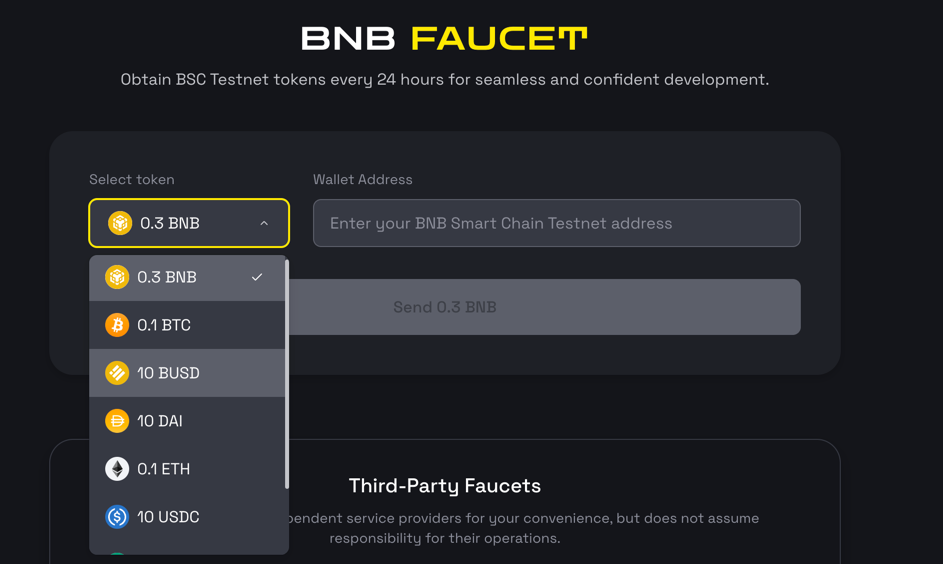 BNB FAUCET
Obtain BSC Testnet tokens every 24 hours for seamless and confident development.
Select token
Wallet Address
0.3 BNB
Enter your BNB Smart Chain Testnet address
0.3 BNB
0.1 BTC
10 BUSD
10 DAI
0.1 ETH
10 USDC
Send 0.3 BNB
Third-Party Faucets
service providers for your convenience, but does not assume
responsibility for their operations.